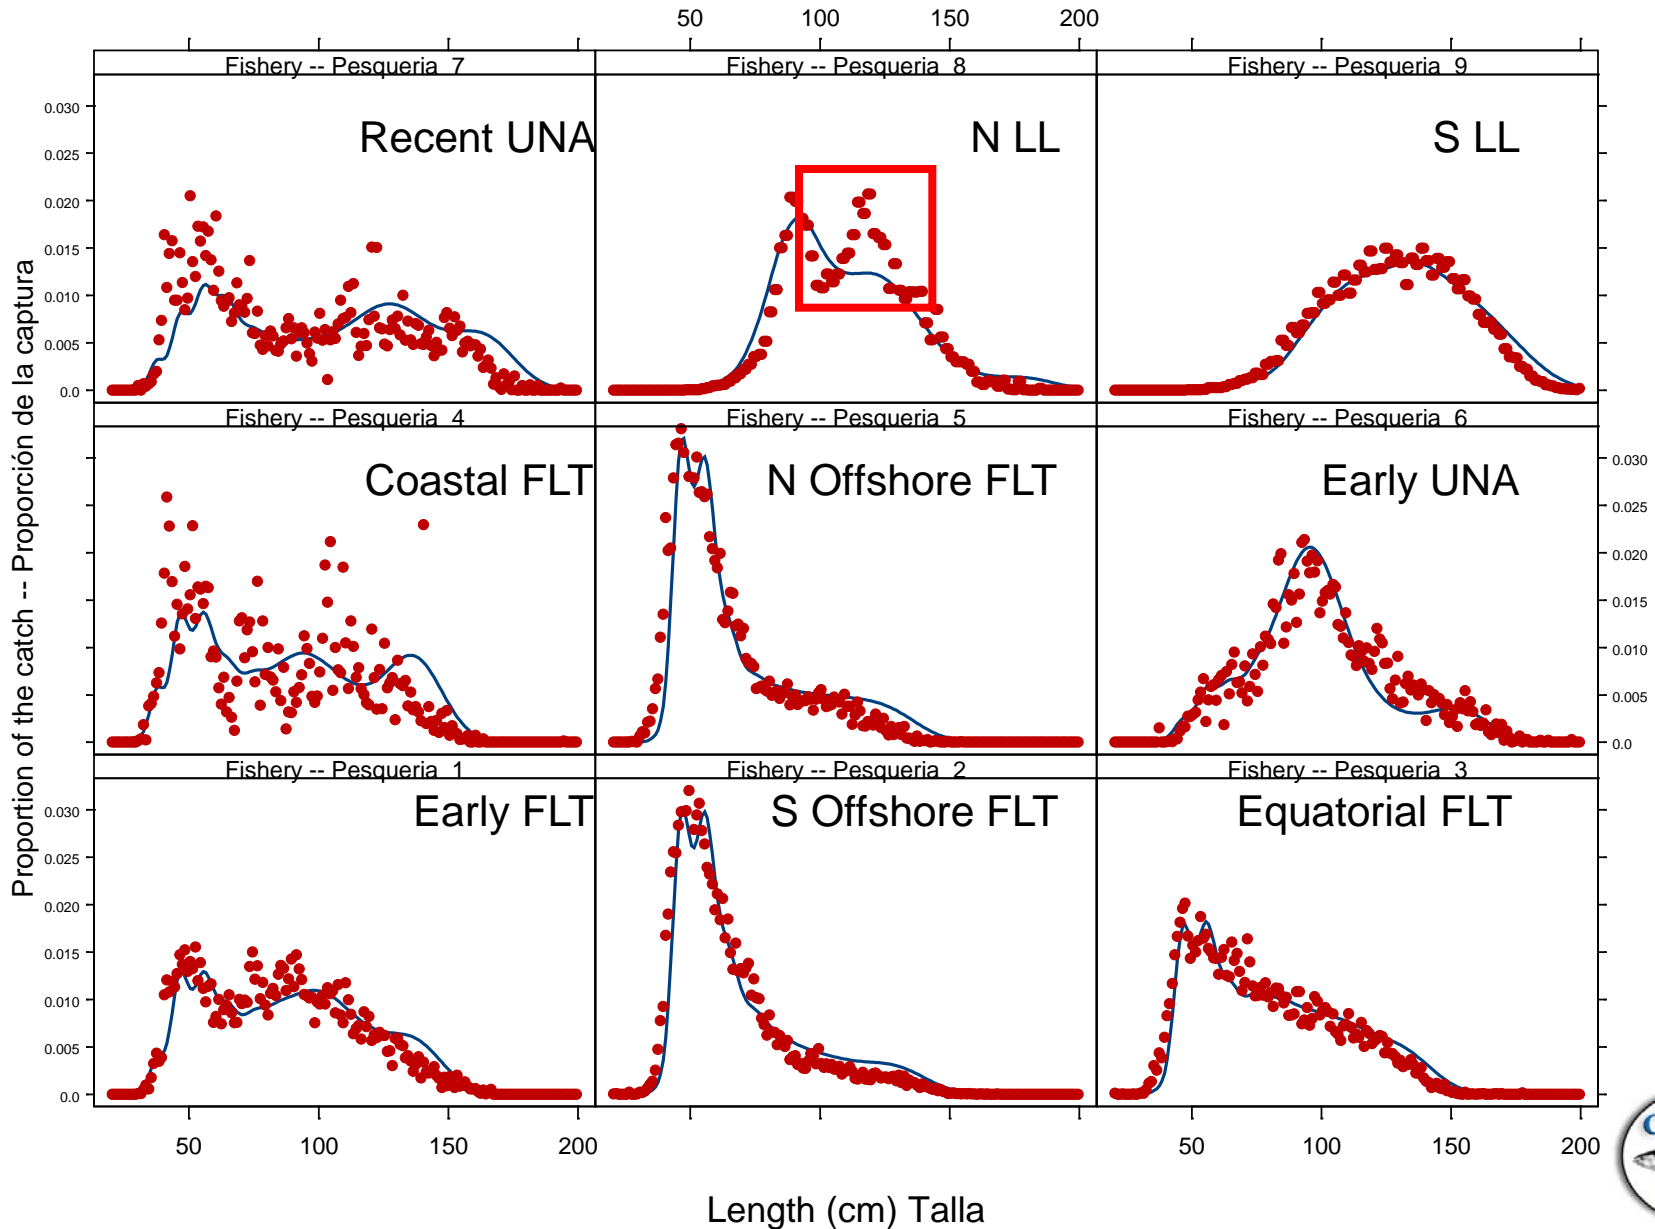 50 100 150 200
Fishery -- Pesqueria 7 Fishery -- Pesqueria 8 Fishery -- Pesqueria 9
Recent UNA N LL S LL
0.030
0.025
0.020
0.015
0.010
0.005
0.0
Fishery -- Pesqueria 4 Fishery -- Pesqueria 5 Fishery -- Pesqueria 6
Coastal FLT N Offshore FLT Early UNA
0.030
0.025
0.020
0.015
0.010
0.005
0.0
Fishery -- Pesqueria 1 Fishery -- Pesqueria 2 Fishery -- Pesqueria 3
Early FLT S Offshore FLT Equatorial FLT
0.030
0.025
0.020
0.015
0.010
0.005
0.0
50 100 150 200 50 100 150 200
Proportion of the catch -- Proporción de la captura
Length (cm) Talla